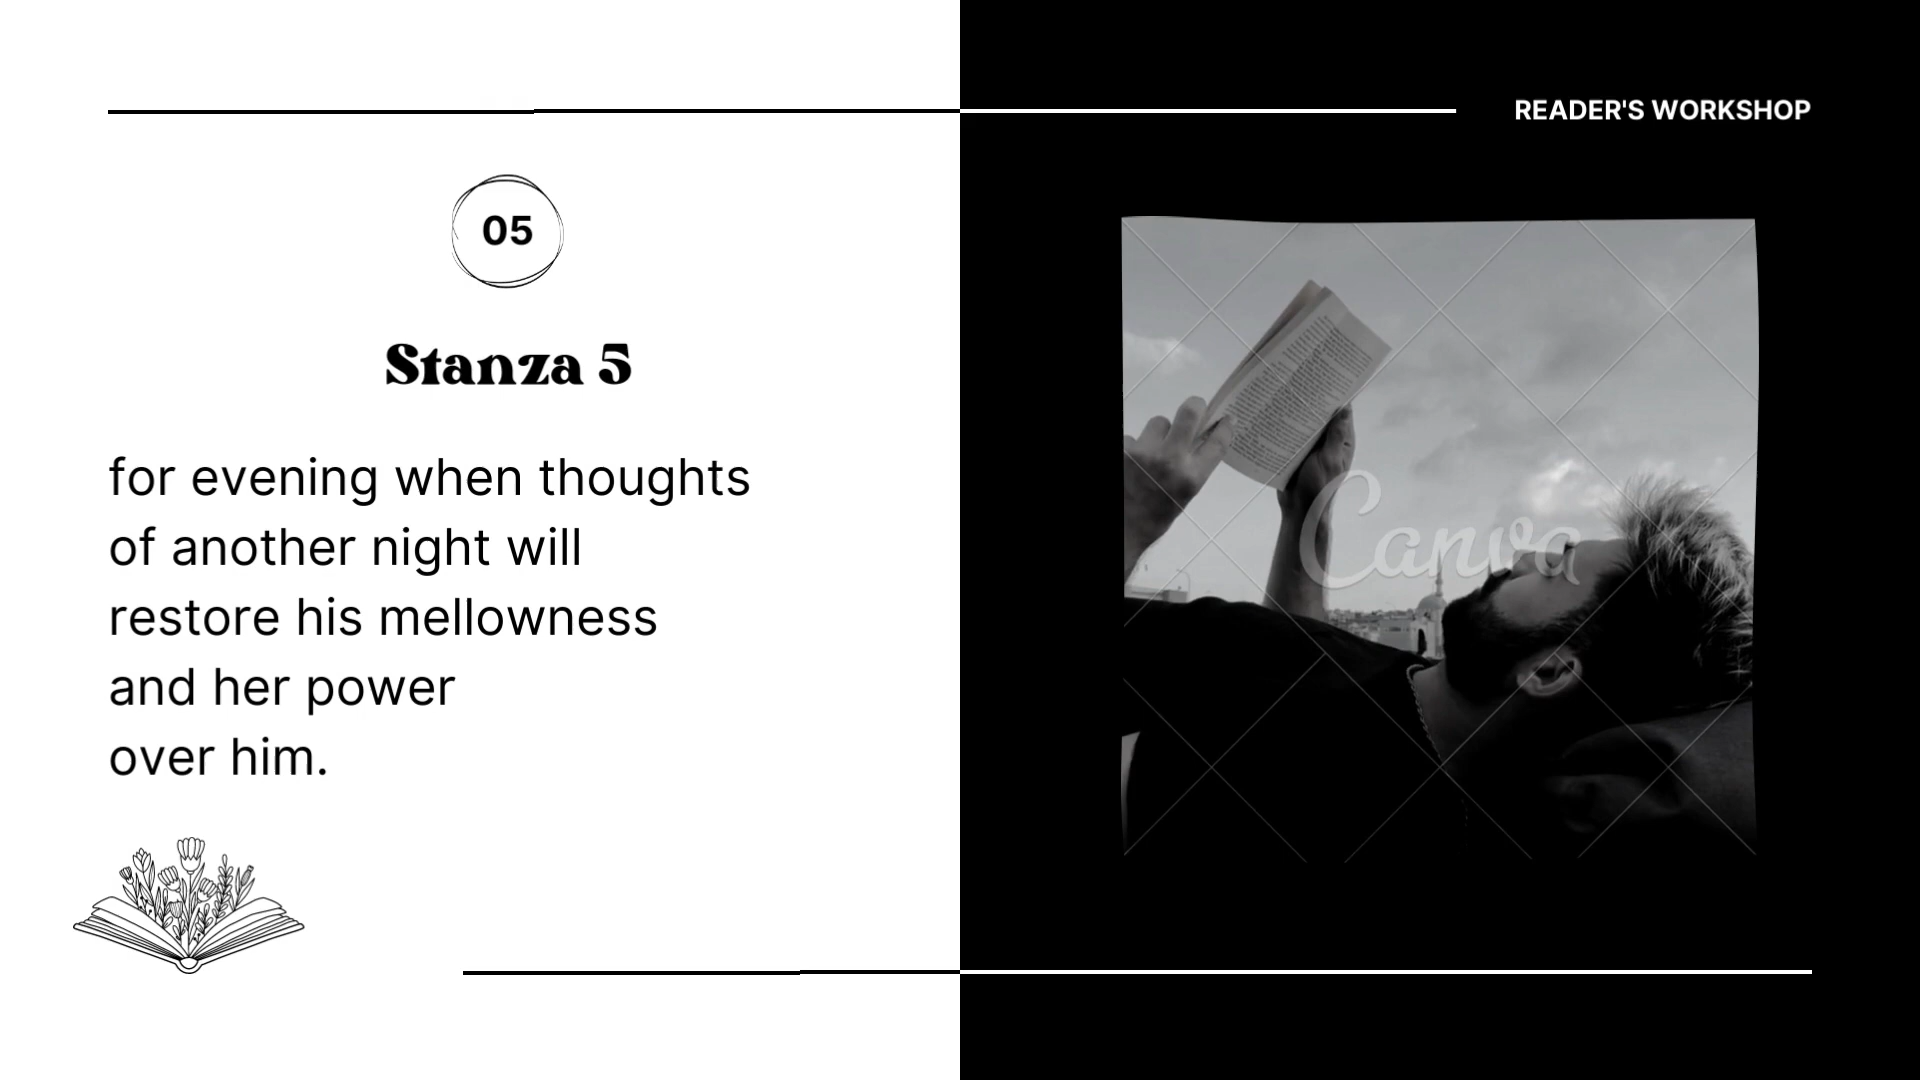 READER'S WORKSHOP
05
Stanza 5
for evening when thoughts
of another night will
restore his mellowness
and her power
over him.
Canva